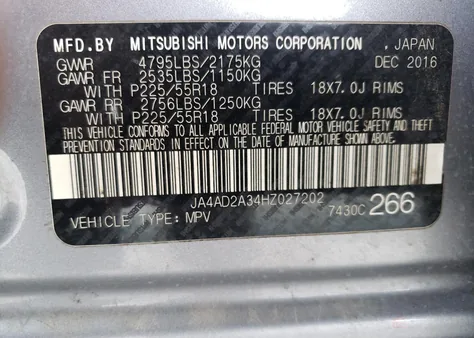 MFD.BY MITSUBISHI MOTORS CORPORATION , JAPAN
GVWR 4795LBS/2175KG DEC 2016
GAWR FR 2535LBS/1150KG
WITH P225/55R18 TIRES 18X7.0J RIMS
GAWR RR 2756LBS/1250KG
WITH P225/55R18 TIRES 18X7.0J RIMS
THIS VEHICLE CONFORMS TO ALL APPLICABLE FEDERAL MOTOR VEHICLE SAFETY AND THEFT
PREVENTION STANDARDS IN EFFECT ON THE DATE OF MANUFACTURE SHOWN ABOVE.
JA4AD2A34HZ027202
VEHICLE TYPE: MPV 7430C 266